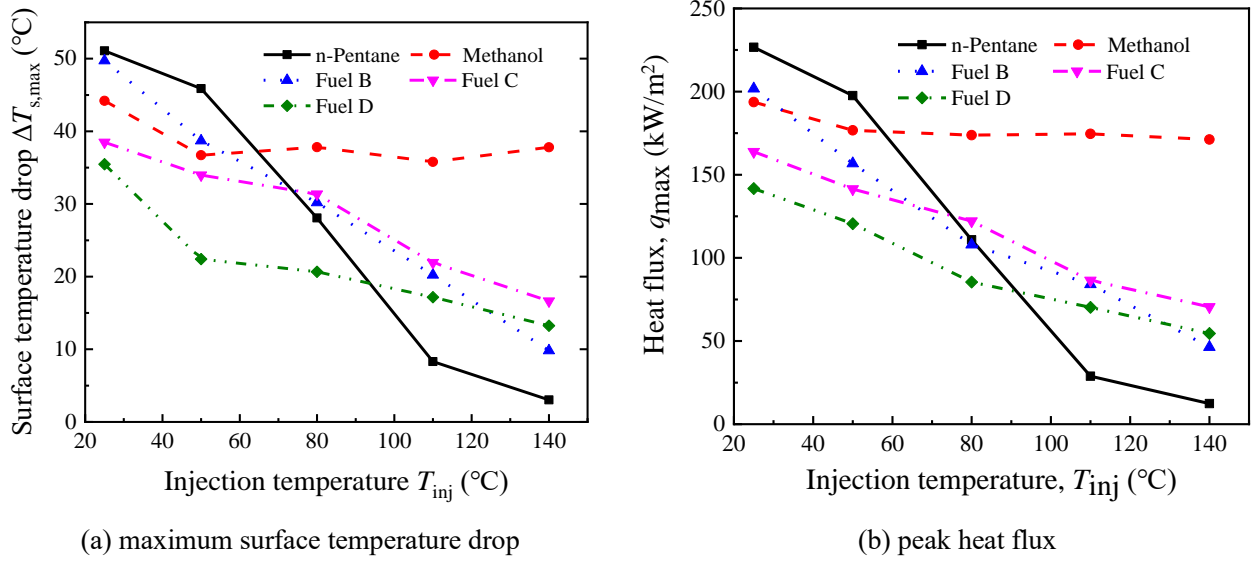 Surface temperature drop ΔTs,max (℃)
50
40
30
20
10
0
n-Pentane
Methanol
Fuel B
Fuel C
Fuel D
20
40
60
80
100
120
140
Injection temperature Tinj (℃)
(a) maximum surface temperature drop
Heat flux, qmax (kW/m²)
250
200
150
100
50
0
n-Pentane
Methanol
Fuel B
Fuel C
Fuel D
20
40
60
80
100
120
140
Injection temperature, Tinj (℃)
(b) peak heat flux